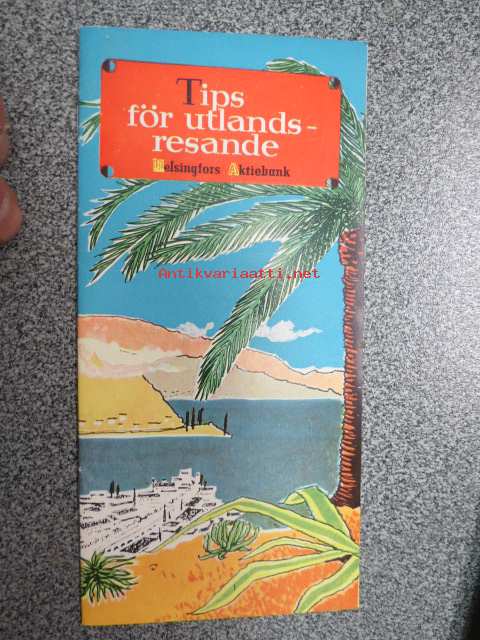 Tips
för utlands-
resande
Helsingfors Aktiebank
Antikvariaatti.net